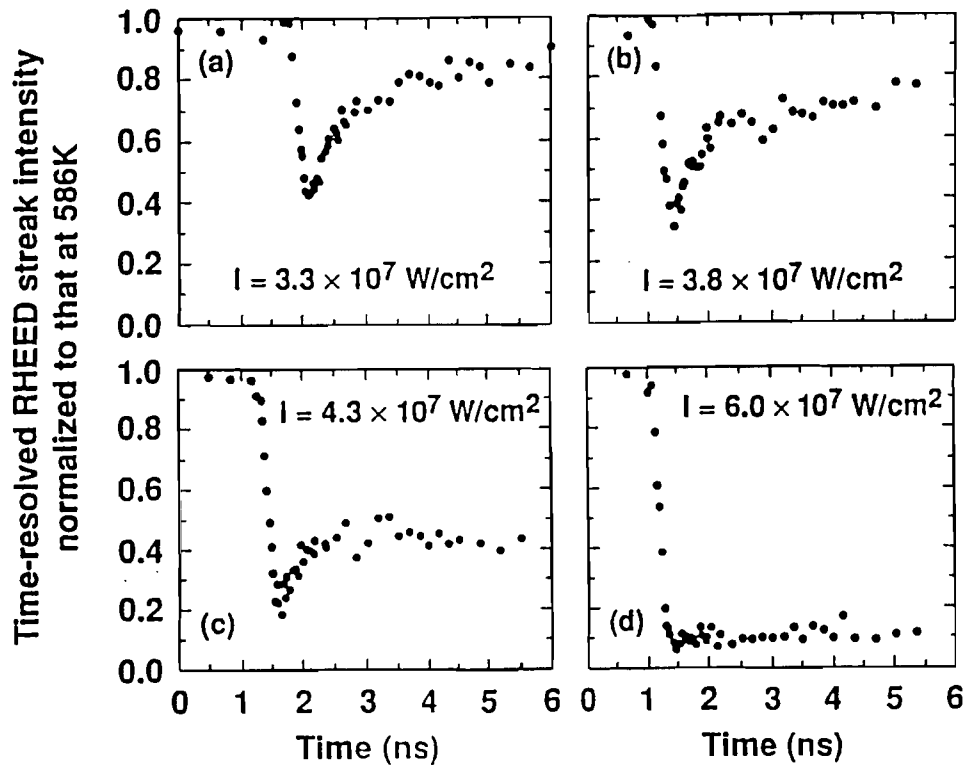 Time-resolved RHEED streak intensity
normalized to that at 586K
1.0
0.8
0.6
0.4
0.2
0.0
(a)
I = 3.3 × 10⁷ W/cm²
(b)
I = 3.8 × 10⁷ W/cm²
1.0
0.8
0.6
0.4
0.2
0.0
(c)
I = 4.3 × 10⁷ W/cm²
(d)
I = 6.0 × 10⁷ W/cm²
0 1 2 3 4 5 6
0 1 2 3 4 5 6
Time (ns)
Time (ns)